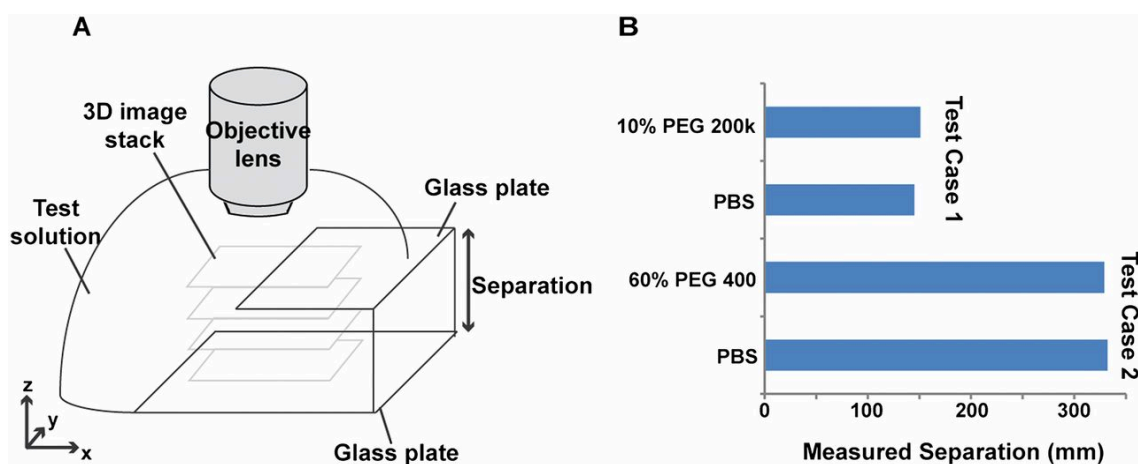 A
3D image
stack
Objective
lens
Glass plate
Test
solution
Separation
z
y
x
Glass plate
B
10% PEG 200k
PBS
60% PEG 400
PBS
Test Case 1
Test Case 2
0
100
200
300
Measured Separation (mm)